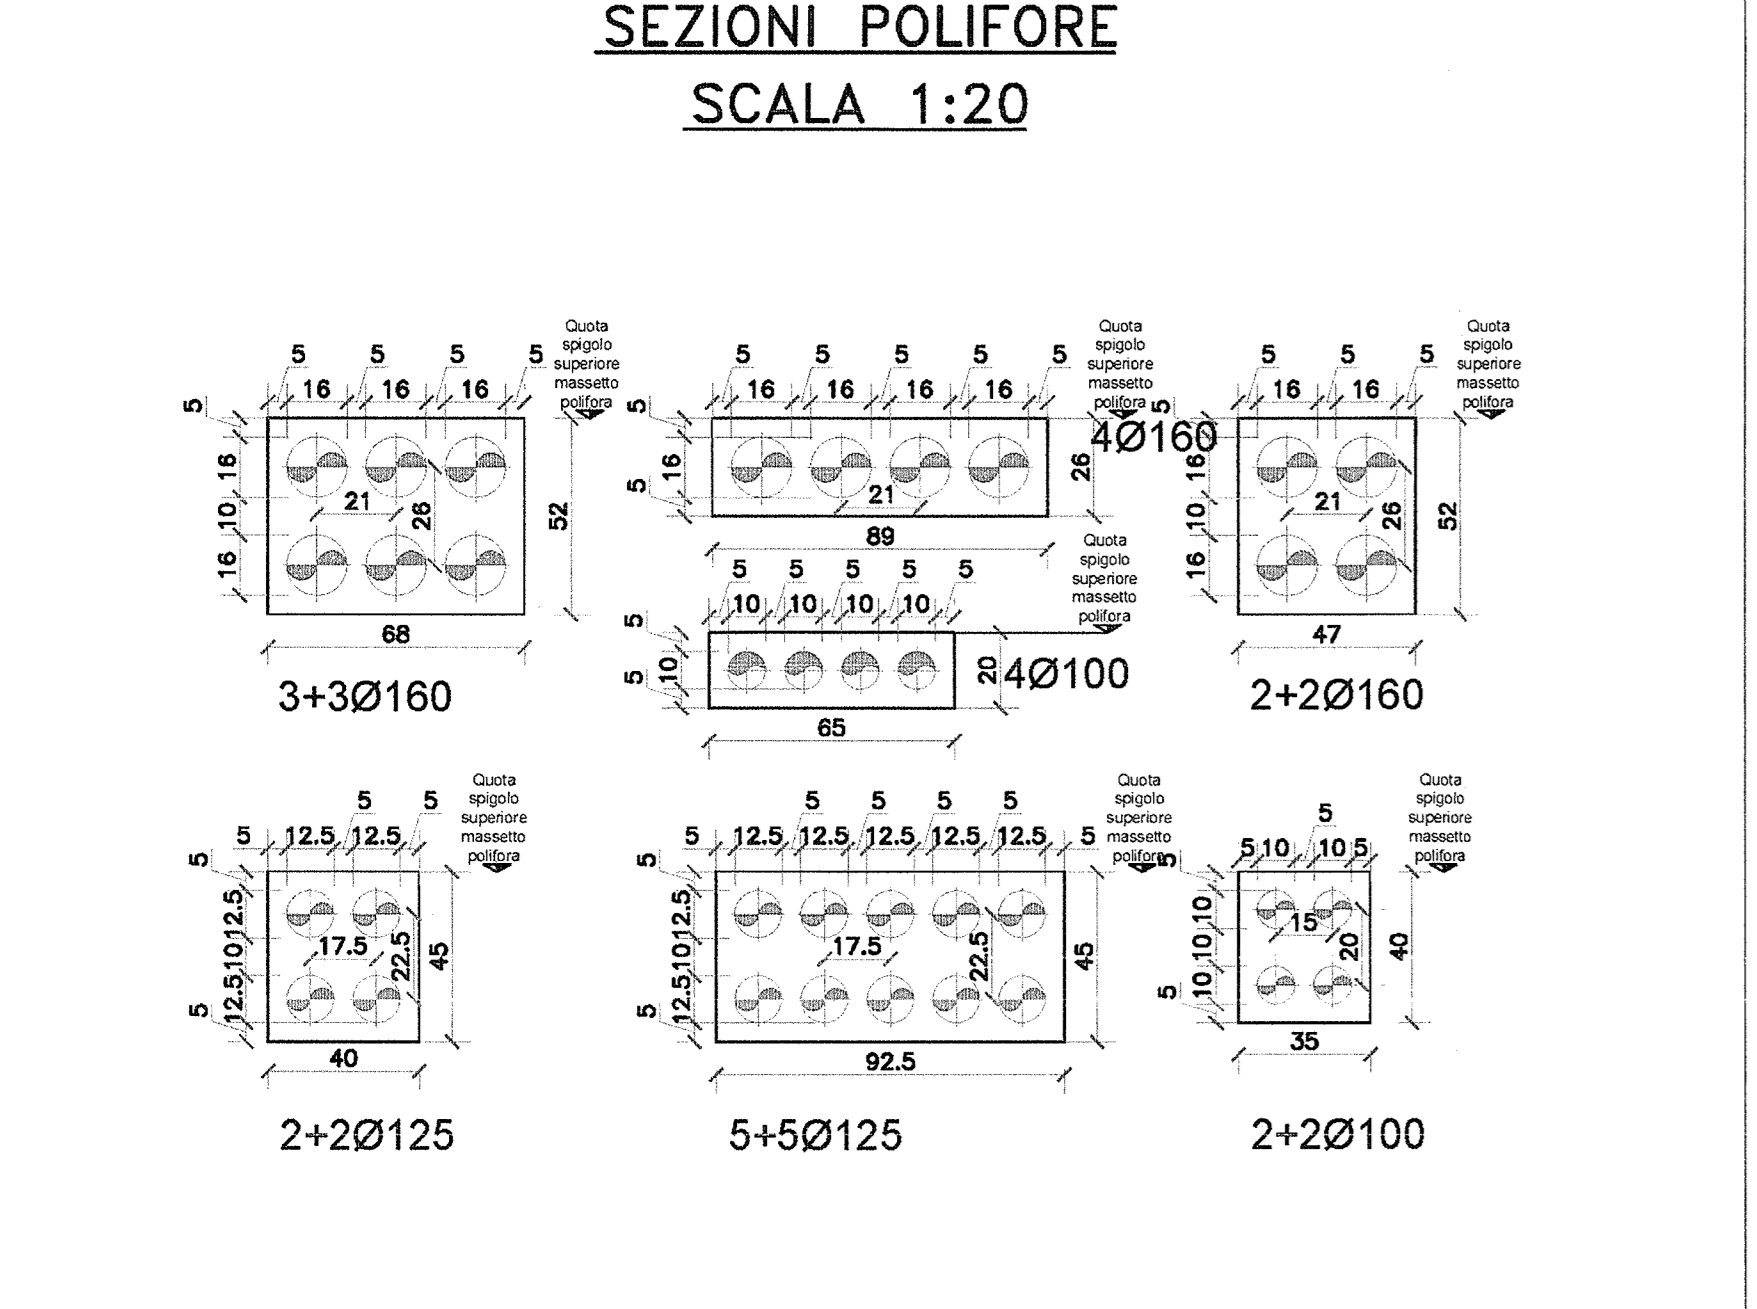 SEZIONI POLIFORE
SCALA 1:20
Quota
spigolo
superiore
massetto
polifora
5 5 5 5
16 16 16
5
16
10
16
21
26
52
68
3+3Ø160
Quota
spigolo
superiore
massetto
polifora
5 5 5 5 5
16 16 16 16
5
16
5
21
26
89
4Ø160
Quota
spigolo
superiore
massetto
polifora
5 5 5 5 5
10 10 10 10
5
10
5
20
65
4Ø100
Quota
spigolo
superiore
massetto
polifora
5 5 5
16 16
5
16
10
16
21
26
52
47
2+2Ø160
Quota
spigolo
superiore
massetto
polifora
5 5
5 12.5 12.5
5
12.5
10
12.5
5
17.5
22.5
45
40
2+2Ø125
Quota
spigolo
superiore
massetto
polifora
5 5 5 5
5 12.5 12.5 12.5 12.5 12.5 5
5
12.5
10
12.5
5
17.5
22.5
45
92.5
5+5Ø125
Quota
spigolo
superiore
massetto
polifora
5
5 10 10 5
5
10
10
10
5
15
20
40
35
2+2Ø100